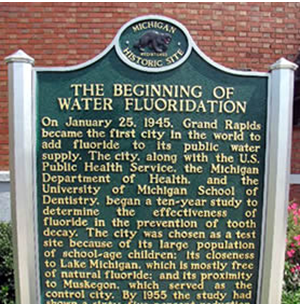 MICHIGAN
REGISTERED
HISTORIC SITE
THE BEGINNING OF
WATER FLUORIDATION
On January 25, 1945, Grand Rapids
became the first city in the world to
add fluoride to its public water
supply. The city, along with the U.S.
Public Health Service, the Michigan
Department of Health, and the
University of Michigan School of
Dentistry, began a ten-year study to
determine the effectiveness of
fluoride in the prevention of tooth
decay. The city was chosen as a test
site because of its large population
of school-age children; its closeness
to Lake Michigan, which is mostly free
of natural fluoride; and its proximity
to Muskegon, which served as the
control city. By 1955 the study had